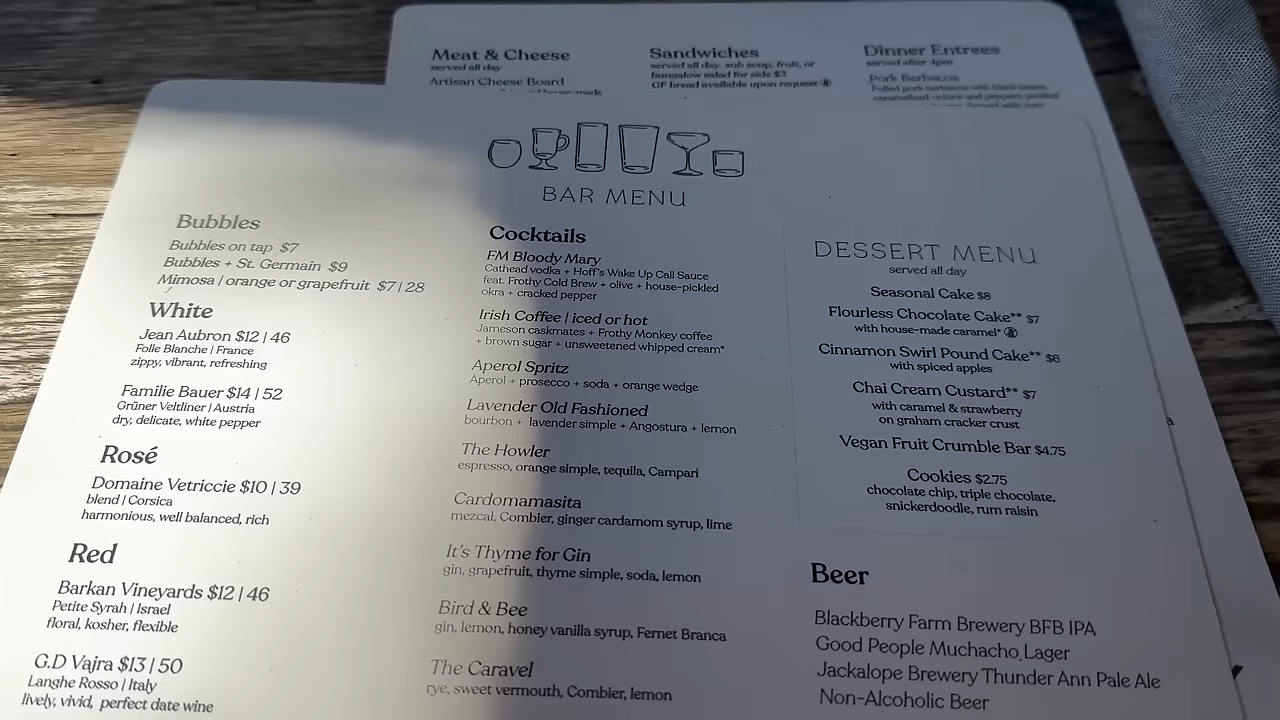 Meat & Cheese
served all day
Artisan Cheese Board
Sandwiches
served all day. sub soup, fruit, or
bungalow salad for side $3
GF bread available upon request
Dinner Entrees
served after 4pm
Pork Barbacoa
Pulled pork barbacoa with black beans,
caramelized onions and peppers, pickled
BAR MENU
Bubbles
Bubbles on tap $7
Bubbles + St. Germain $9
Mimosa | orange or grapefruit $7 | 28
White
Jean Aubron $12 | 46
Folle Blanche | France
zippy, vibrant, refreshing
Familie Bauer $14 | 52
Grüner Veltliner | Austria
dry, delicate, white pepper
Rosé
Domaine Vetriccie $10 | 39
blend | Corsica
harmonious, well balanced, rich
Red
Barkan Vineyards $12 | 46
Petite Syrah | Israel
floral, kosher, flexible
G.D Vajra $13 | 50
Langhe Rosso | Italy
lively, vivid, perfect date wine
Cocktails
FM Bloody Mary
Cathead vodka + Hoff's Wake Up Call Sauce
feat. Frothy Cold Brew + olive + house-pickled
okra + cracked pepper
Irish Coffee | iced or hot
Jameson caskmates + Frothy Monkey coffee
+ brown sugar + unsweetened whipped cream*
Aperol Spritz
Aperol + prosecco + soda + orange wedge
Lavender Old Fashioned
bourbon + lavender simple + Angostura + lemon
The Howler
espresso, orange simple, tequila, Campari
Cardomamasita
mezcal, Combier, ginger cardamom syrup, lime
It's Thyme for Gin
gin, grapefruit, thyme simple, soda, lemon
Bird & Bee
gin, lemon, honey vanilla syrup, Fernet Branca
The Caravel
rye, sweet vermouth, Combier, lemon
DESSERT MENU
served all day
Seasonal Cake $8
Flourless Chocolate Cake** $7
with house-made caramel*
Cinnamon Swirl Pound Cake** $6
with spiced apples
Chai Cream Custard** $7
with caramel & strawberry
on graham cracker crust
Vegan Fruit Crumble Bar $4.75
Cookies $2.75
chocolate chip, triple chocolate,
snickerdoodle, rum raisin
Beer
Blackberry Farm Brewery BFB IPA
Good People Muchacho Lager
Jackalope Brewery Thunder Ann Pale Ale
Non-Alcoholic Beer